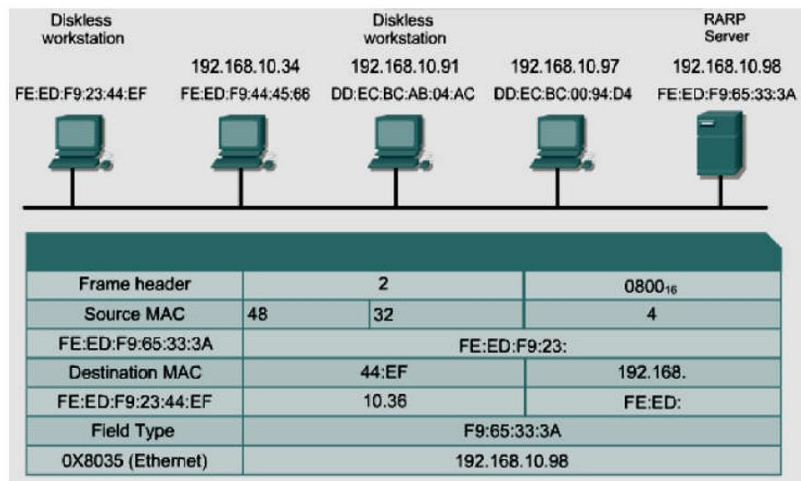 Diskless
workstation
Diskless
workstation
RARP
Server
192.168.10.34 192.168.10.91 192.168.10.97 192.168.10.98
FE:ED:F9:23:44:EF FE:ED:F9:44:45:66 DD:EC:BC:AB:04:AC DD:EC:BC:00:94:D4 FE:ED:F9:65:33:3A
Frame header 2 0800₁₆
Source MAC 48 32 4
FE:ED:F9:65:33:3A FE:ED:F9:23:
Destination MAC 44:EF 192.168.
FE:ED:F9:23:44:EF 10.36 FE:ED:
Field Type F9:65:33:3A
0X8035 (Ethernet) 192.168.10.98